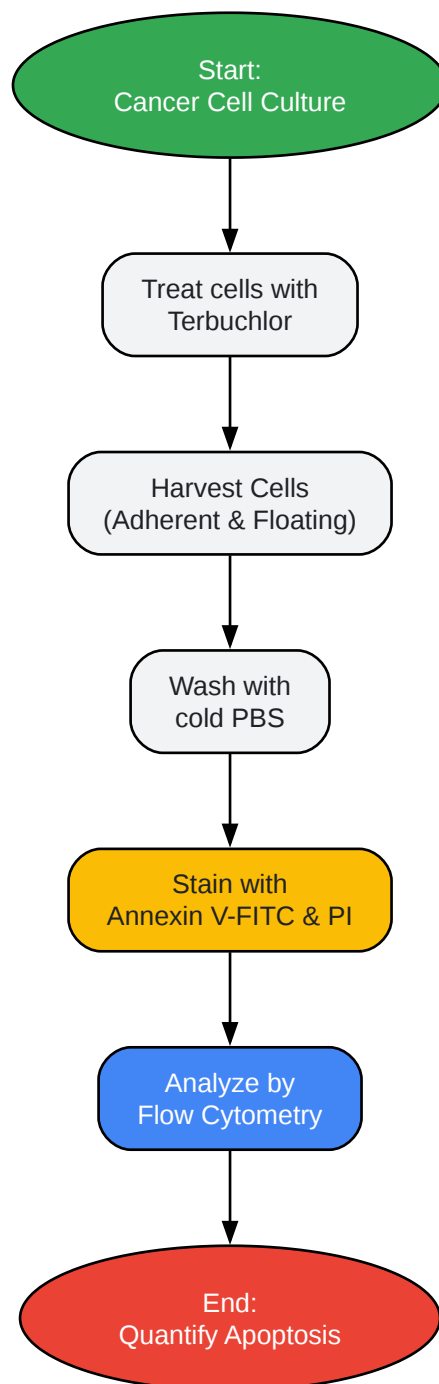 Start:
Cancer Cell Culture
Treat cells with
Terbuchlor
Harvest Cells
(Adherent & Floating)
Wash with
cold PBS
Stain with
Annexin V-FITC & PI
Analyze by
Flow Cytometry
End:
Quantify Apoptosis